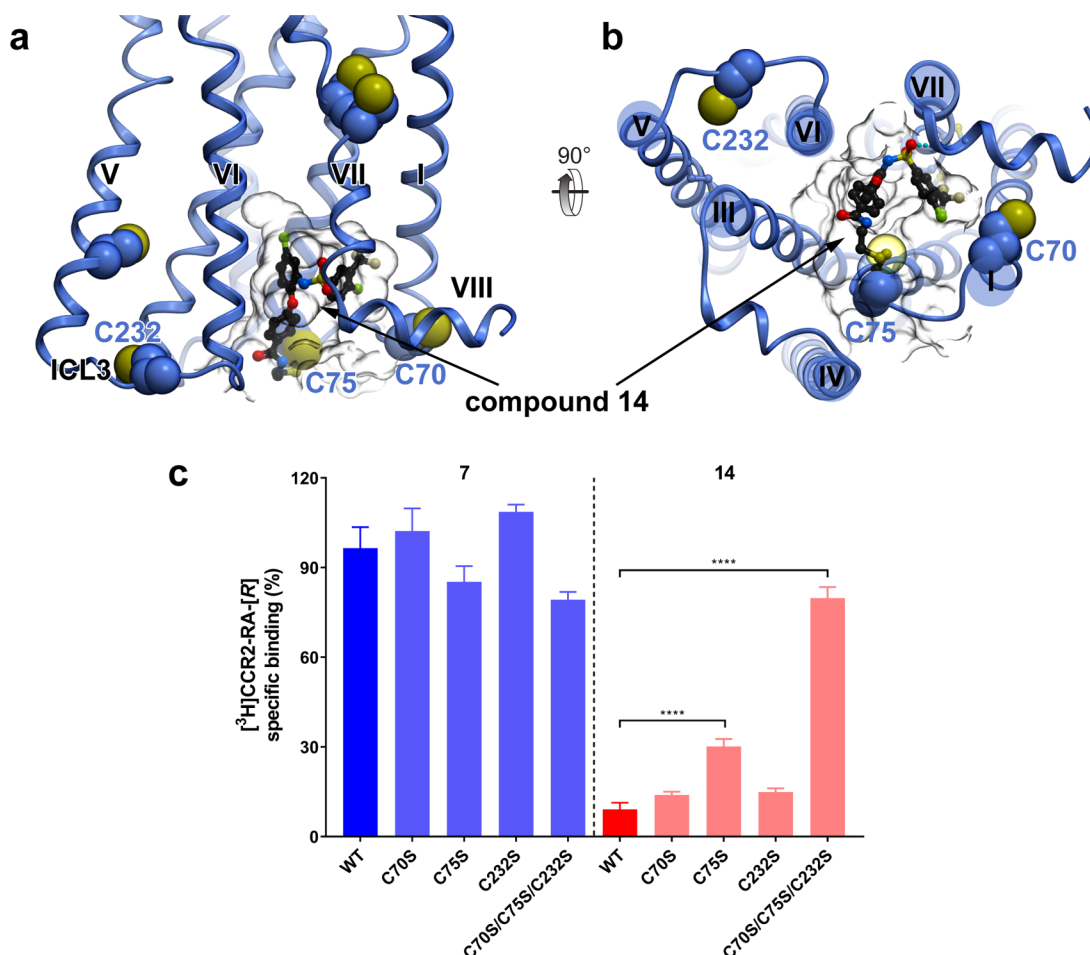 a
V
VI
VII
I
C232
ICL3
VIII
C75
C70
90°
b
VII
V
VI
C232
III
C70
I
C75
IV
compound 14
c
7
14
[³H]CCR2-RA-[R]
specific binding (%)
120
90
60
30
0
****
****
WT
C70S
C75S
C232S
C70S/C75S/C232S
WT
C70S
C75S
C232S
C70S/C75S/C232S